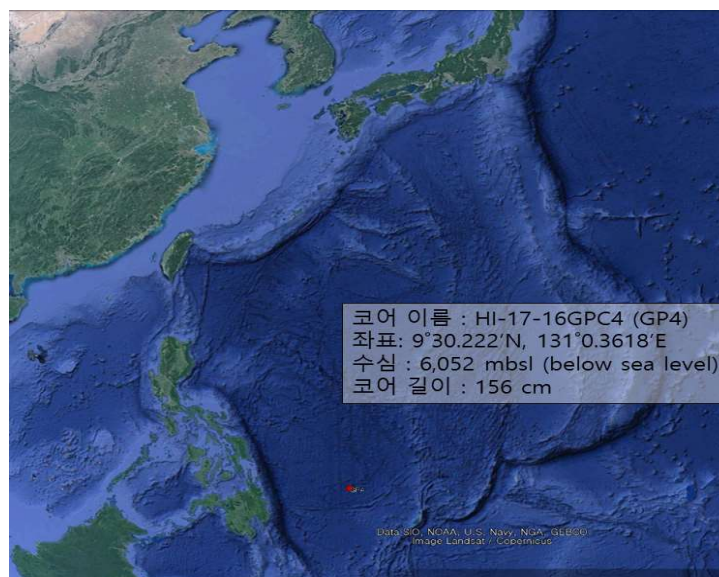 코어 이름 : HI-17-16GPC4 (GP4)
좌표: 9°30.222′N, 131°0.3618′E
수심 : 6,052 mbsl (below sea level)
코어 길이 : 156 cm
Data SIO, NOAA, U.S. Navy, NGA, GEBCO
Image Landsat / Copernicus